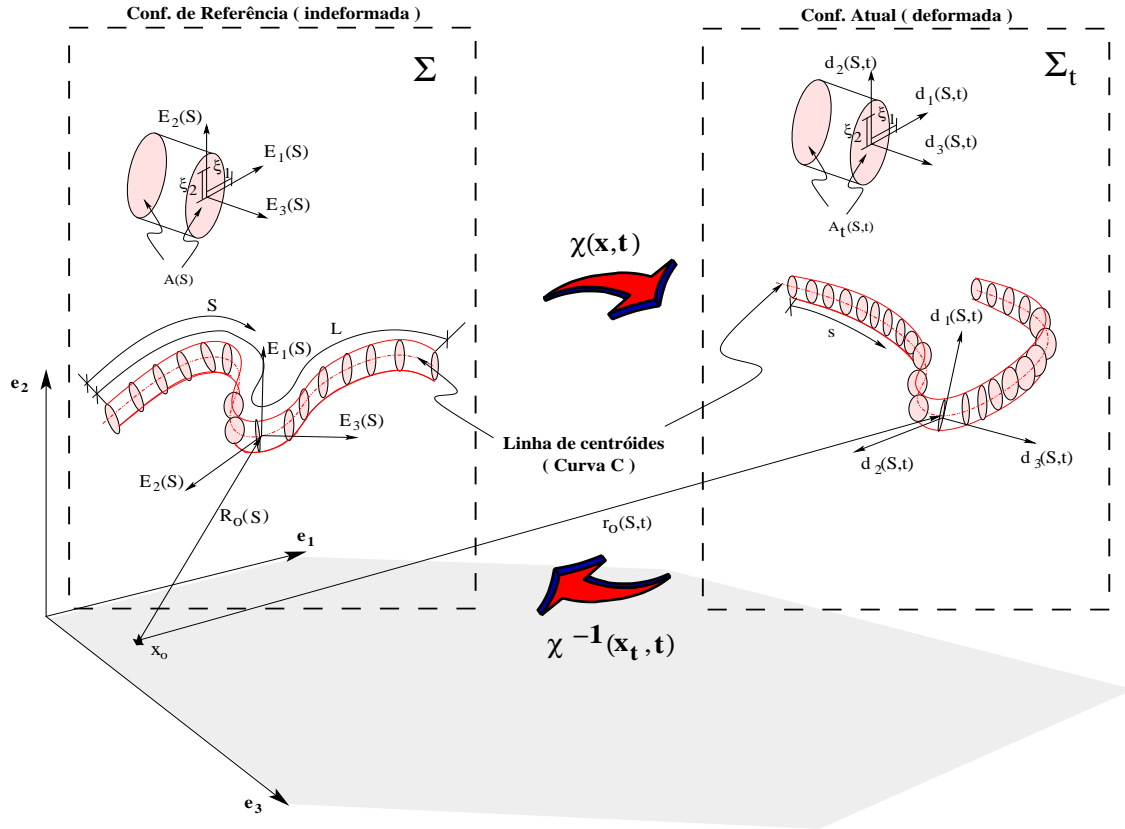 Conf. de Referência ( indeformada )
Conf. Atual ( deformada )
Σ
Σt
E2(S)
E1(S)
ξ1
ξ2
E3(S)
A(S)
d2(S,t)
d1(S,t)
ξ1
ξ2
d3(S,t)
At(S,t)
χ(x,t)
S
L
E1(S)
E3(S)
E2(S)
Ro(S)
s
d1(S,t)
d2(S,t)
d3(S,t)
Linha de centróides
( Curva C )
ro(S,t)
e2
e1
xo
χ −1(xt , t)
e3